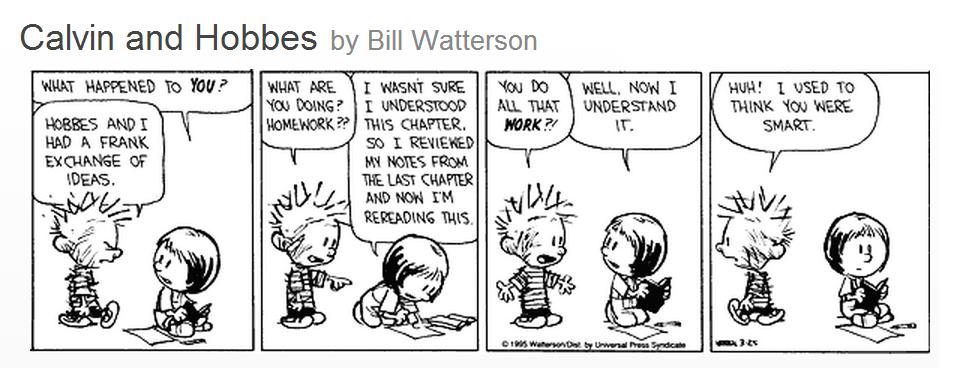 Calvin and Hobbes by Bill Watterson
WHAT HAPPENED TO YOU?
HOBBES AND I
HAD A FRANK
EXCHANGE OF
IDEAS.
WHAT ARE
YOU DOING?
HOMEWORK??
I WASN'T SURE
I UNDERSTOOD
THIS CHAPTER,
SO I REVIEWED
MY NOTES FROM
THE LAST CHAPTER
AND NOW I'M
REREADING THIS.
YOU DO
ALL THAT
WORK?!
WELL, NOW I
UNDERSTAND
IT.
© 1995 Watterson/Dist. by Universal Press Syndicate
HUH! I USED TO
THINK YOU WERE
SMART.